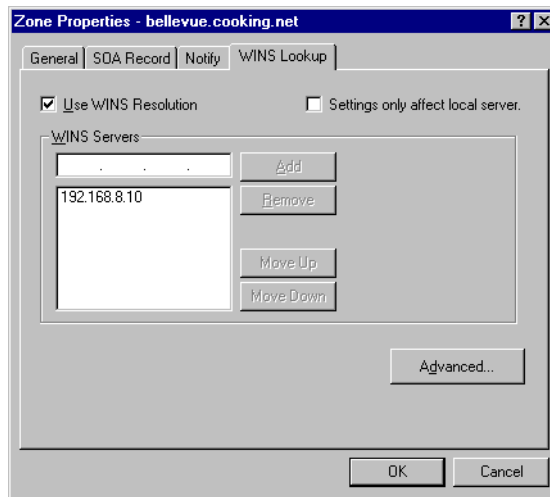 Zone Properties - bellevue.cooking.net
General SOA Record Notify WINS Lookup
Use WINS Resolution Settings only affect local server.
WINS Servers
. . . Add
192.168.8.10 Remove
Move Up
Move Down
Advanced...
OK Cancel